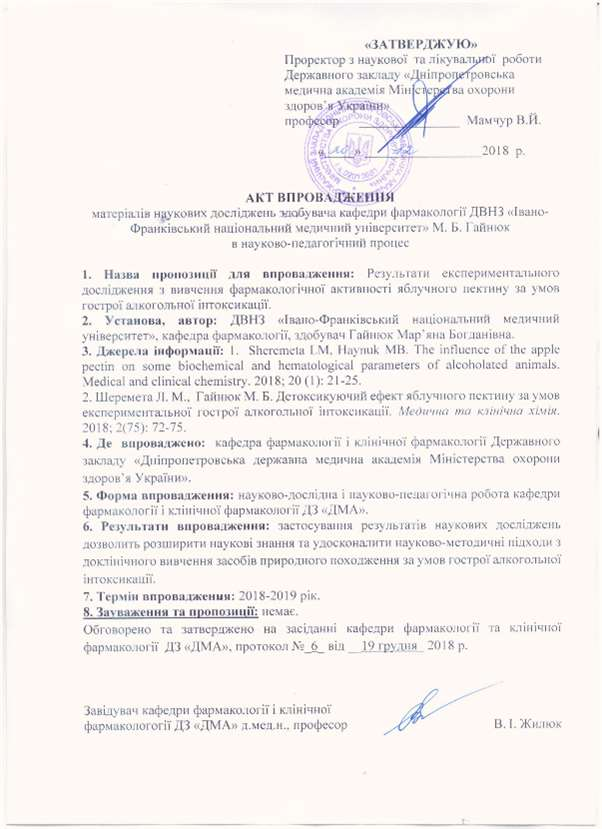 «ЗАТВЕРДЖУЮ»
Проректор з наукової та лікувальної роботи
Державного закладу «Дніпропетровська
медична академія Міністерства охорони
здоров’я України»
професор ____________ Мамчур В.Й.
2018 р.
АКТ ВПРОВАДЖЕННЯ
матеріалів наукових досліджень здобувача кафедри фармакології ДВНЗ «Івано-
Франківський національний медичний університет» М. Б. Гайнюк
в науково-педагогічний процес
1. Назва пропозиції для впровадження: Результати експериментального
дослідження з вивчення фармакологічної активності яблучного пектину за умов
гострої алкогольної інтоксикації.
2. Установа, автор: ДВНЗ «Івано-Франківський національний медичний
університет», кафедра фармакології, здобувач Гайнюк Мар’яна Богданівна.
3. Джерела інформації: 1. Sheremeta LM, Haynuk MB. The influence of the apple
pectin on some biochemical and hematological parameters of alcoholated animals.
Medical and clinical chemistry. 2018; 20 (1): 21-25.
2. Шеремета Л. М., Гайнюк М. Б. Детоксикуючий ефект яблучного пектину за умов
експериментальної гострої алкогольної інтоксикації. Медична та клінічна хімія.
2018; 2(75): 72-75.
4. Де впроваджено: кафедра фармакології і клінічної фармакології Державного
закладу «Дніпропетровська державна медична академія Міністерства охорони
здоров’я України».
5. Форма впровадження: науково-дослідна і науково-педагогічна робота кафедри
фармакології і клінічної фармакології ДЗ «ДМА».
6. Результати впровадження: застосування результатів наукових досліджень
дозволить розширити наукові знання та удосконалити науково-методичні підходи з
доклінічного вивчення засобів природного походження за умов гострої алкогольної
інтоксикації.
7. Термін впровадження: 2018-2019 рік.
8. Зауваження та пропозиції: немає.
Обговорено та затверджено на засіданні кафедри фармакології та клінічної
фармакології ДЗ «ДМА», протокол №_6_ від __19 грудня_ 2018 р.
Завідувач кафедри фармакології і клінічної
фармакологогії ДЗ «ДМА» д.мед.н., професор В. І. Жилюк